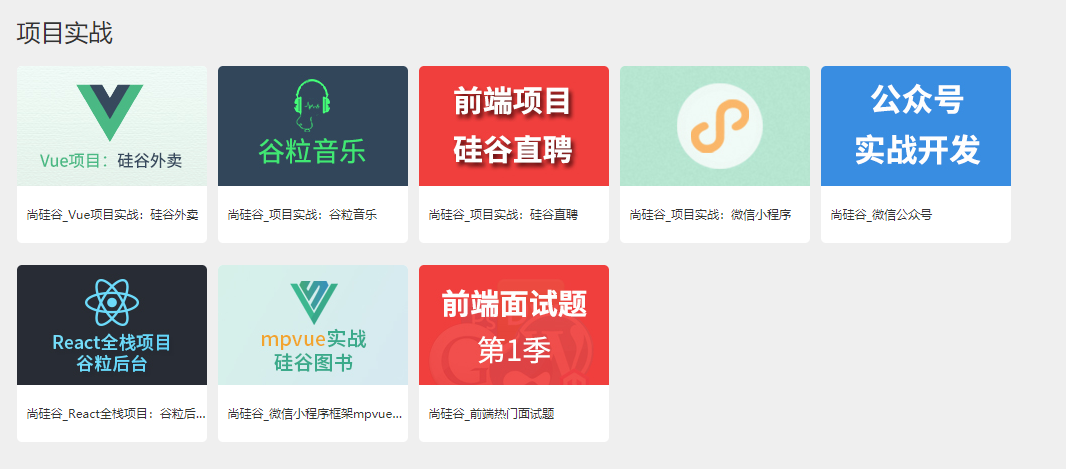 项目实战
Vue项目：硅谷外卖
谷粒音乐
前端项目
硅谷直聘
公众号
实战开发
尚硅谷_Vue项目实战：硅谷外卖
尚硅谷_项目实战：谷粒音乐
尚硅谷_项目实战：硅谷直聘
尚硅谷_项目实战：微信小程序
尚硅谷_微信公众号
React全栈项目
谷粒后台
mpvue实战
硅谷图书
前端面试题
第1季
尚硅谷_React全栈项目：谷粒后...
尚硅谷_微信小程序框架mpvue...
尚硅谷_前端热门面试题